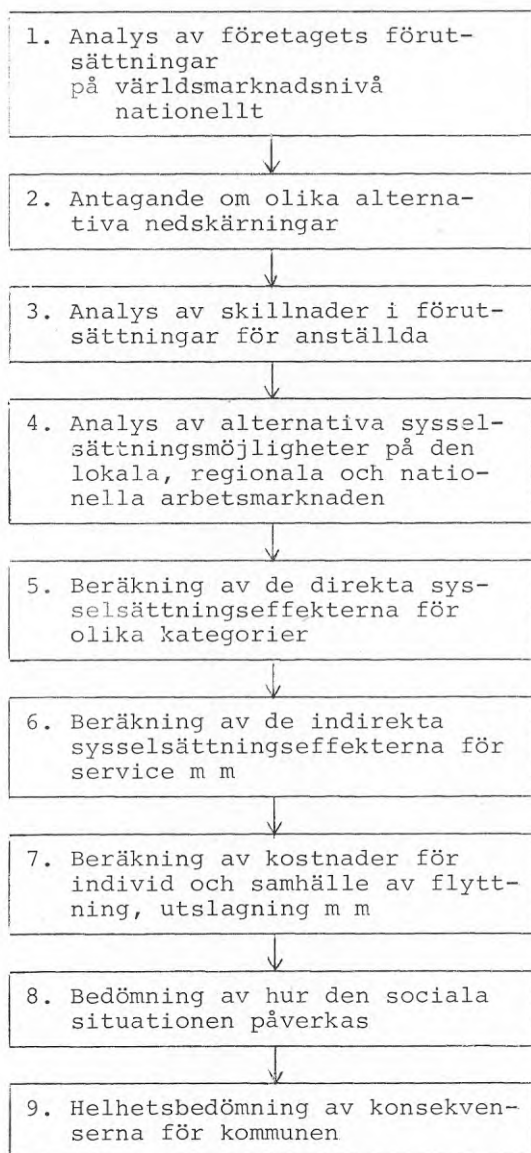 1. Analys av företagets förut-
sättningar
på världsmarknadsnivå
nationellt
2. Antagande om olika alterna-
tiva nedskärningar
3. Analys av skillnader i förut-
sättningar för anställda
4. Analys av alternativa syssel-
sättningsmöjligheter på den
lokala, regionala och natio-
nella arbetsmarknaden
5. Beräkning av de direkta sys-
selsättningseffekterna för
olika kategorier
6. Beräkning av de indirekta
sysselsättningseffekterna för
service m m
7. Beräkning av kostnader för
individ och samhälle av flytt-
ning, utslagning m m
8. Bedömning av hur den sociala
situationen påverkas
9. Helhetsbedömning av konsekven-
serna för kommunen